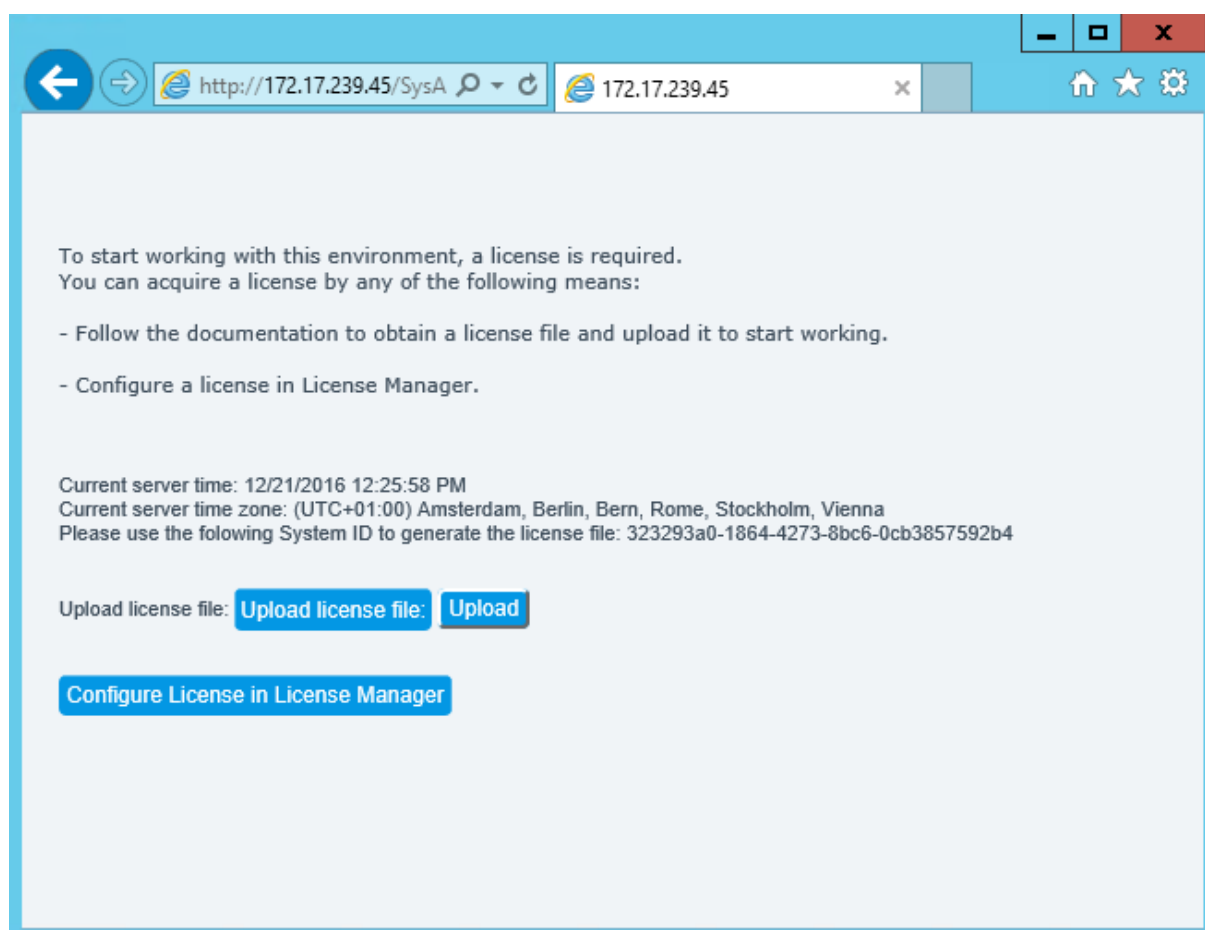 http://172.17.239.45/SysA
172.17.239.45
To start working with this environment, a license is required.
You can acquire a license by any of the following means:
- Follow the documentation to obtain a license file and upload it to start working.
- Configure a license in License Manager.
Current server time: 12/21/2016 12:25:58 PM
Current server time zone: (UTC+01:00) Amsterdam, Berlin, Bern, Rome, Stockholm, Vienna
Please use the folowing System ID to generate the license file: 323293a0-1864-4273-8bc6-0cb3857592b4
Upload license file: Upload license file: Upload
Configure License in License Manager